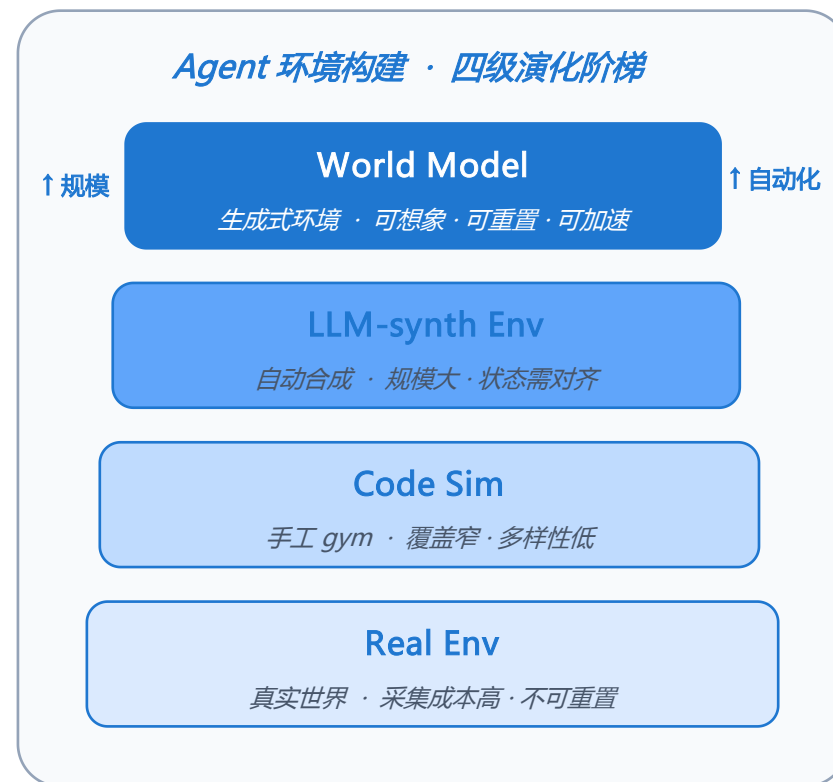 Agent 环境构建 · 四级演化阶梯
World Model
↑ 规模
↑ 自动化
生成式环境 · 可想象 · 可重置 · 可加速
LLM-synth Env
自动合成 · 规模大 · 状态需对齐
Code Sim
手工 gym · 覆盖窄 · 多样性低
Real Env
真实世界 · 采集成本高 · 不可重置